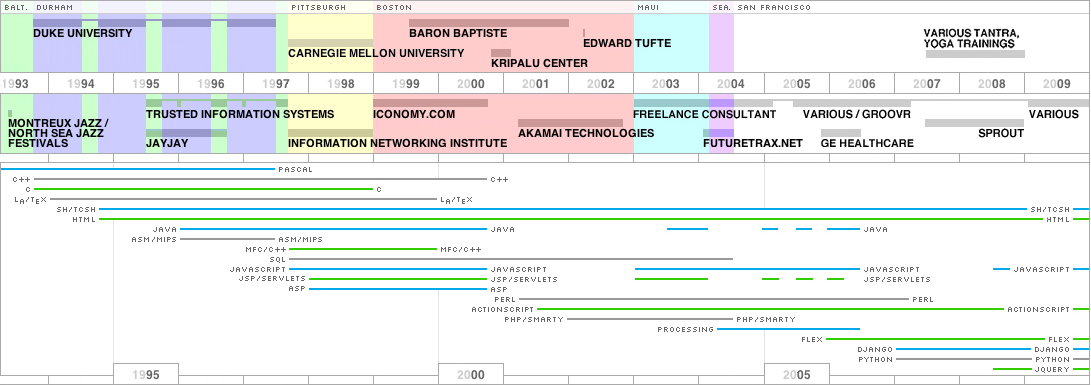 BALT. DURHAM PITTSBURGH BOSTON MAUI SEA. SAN FRANCISCO
DUKE UNIVERSITY BARON BAPTISTE VARIOUS TANTRA,
EDWARD TUFTE YOGA TRAININGS
CARNEGIE MELLON UNIVERSITY
KRIPALU CENTER
1993 1994 1995 1996 1997 1998 1999 2000 2001 2002 2003 2004 2005 2006 2007 2008 2009
TRUSTED INFORMATION SYSTEMS ICONOMY.COM FREELANCE CONSULTANT VARIOUS / GROOVR VARIOUS
MONTREUX JAZZ /
NORTH SEA JAZZ AKAMAI TECHNOLOGIES SPROUT
FESTIVALS JAYJAY INFORMATION NETWORKING INSTITUTE FUTURETRAX.NET GE HEALTHCARE
PASCAL
C++ C++
C C
LA/TEX LA/TEX
SH/TCSH SH/TCSH
HTML HTML
JAVA JAVA JAVA
ASM/MIPS ASM/MIPS
MFC/C++ MFC/C++
SQL
JAVASCRIPT JAVASCRIPT JAVASCRIPT JAVASCRIPT
JSP/SERVLETS JSP/SERVLETS JSP/SERVLETS
ASP ASP
PERL PERL
ACTIONSCRIPT ACTIONSCRIPT
PHP/SMARTY PHP/SMARTY
PROCESSING
FLEX FLEX
DJANGO DJANGO
PYTHON PYTHON
JQUERY
1995 2000 2005